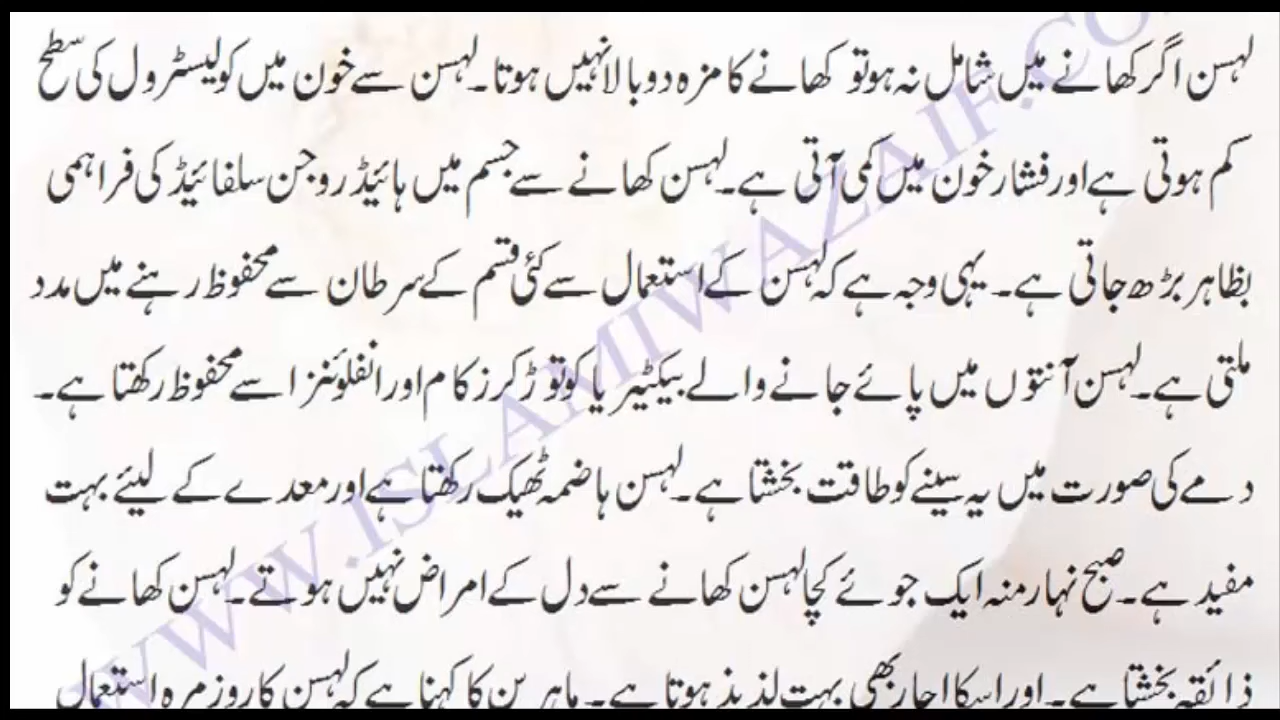 لہسن اگر کھانے میں شامل نہ ہو تو کھانے کا مزہ دوبالا نہیں ہوتا۔ لہسن سے خون میں کولیسٹرول کی سطح
کم ہوتی ہے اور فشار خون میں کمی آتی ہے۔ لہسن کھانے سے جسم میں ہائیڈروجن سلفائیڈ کی فراہمی
بظاہر بڑھ جاتی ہے۔ یہی وجہ ہے کہ لہسن کے استعمال سے کئی قسم کے سرطان سے محفوظ رہنے میں مدد
ملتی ہے۔ لہسن آنتوں میں پائے جانے والے بیکٹیریا کو توڑ کر زکام اور انفلوئنزا سے محفوظ رکھتا ہے۔
دمے کی صورت میں یہ سینے کو طاقت بخشتا ہے۔ لہسن ہاضمہ ٹھیک رکھتا ہے اور معدے کے لیئے بہت
مفید ہے۔ صبح نہار منہ ایک جوئے کچا لہسن کھانے سے دل کے امراض نہیں ہوتے۔ لہسن کھانے کو
ذائقہ بخشتا ہے۔ اور اسکا اچار بھی بہت لذیذ ہوتا ہے۔ ماہرین کا کہنا ہے کہ لہسن کا روزمرہ استعمال
WWW.ISLAMIWAZAIF.CO